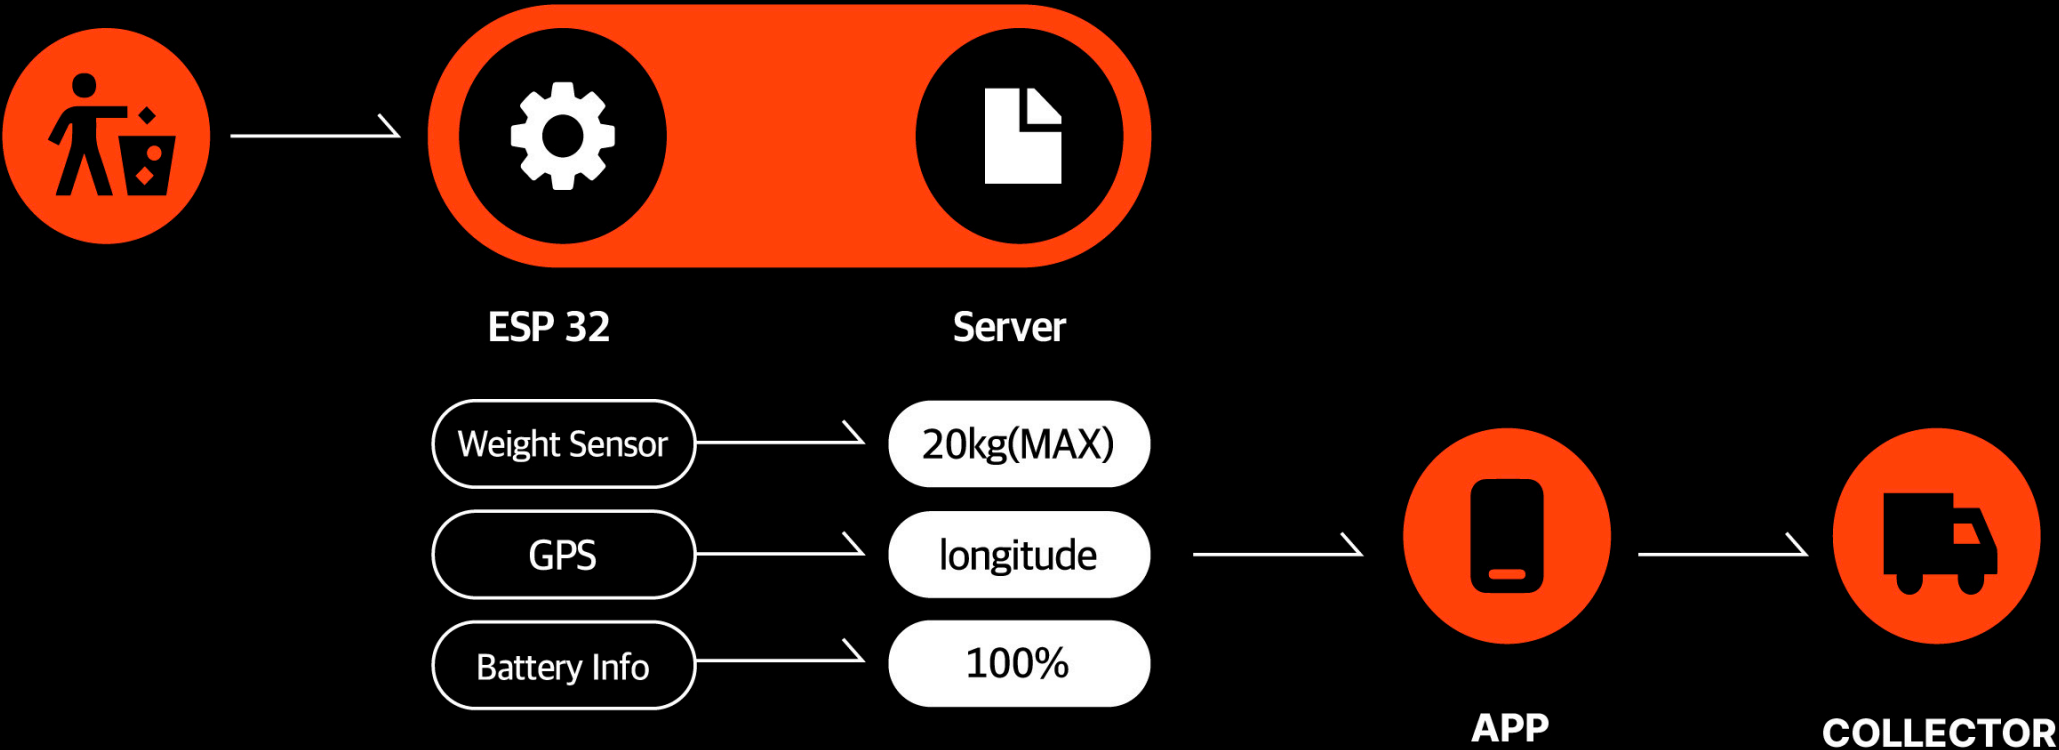 ESP 32
Server
Weight Sensor
20kg(MAX)
GPS
longitude
Battery Info
100%
APP
COLLECTOR